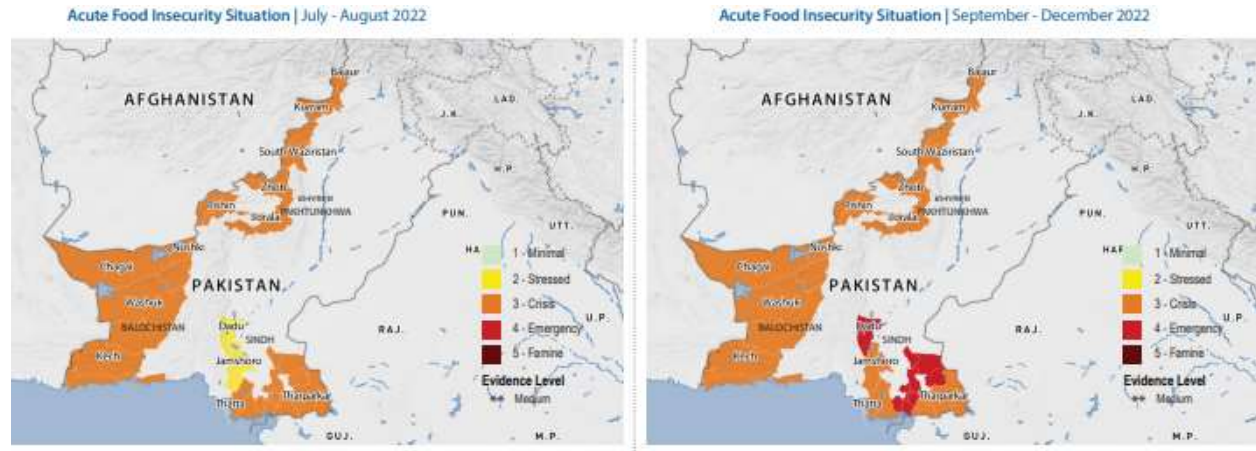 Acute Food Insecurity Situation | July - August 2022
Bajaur
AFGHANISTAN
LAD.
Kurram
J.K.
South Waziristan
H.P.
Zhob
KHYBER
Pishin
PAKHTUNKHWA
PUN.
UTT.
Nushki
HA
1 - Minimal
Chagai
PAKISTAN
2 - Stressed
Washuk
3 - Crisis
U.P.
BALOCHISTAN
Dadu
RAJ.
4 - Emergency
SINDH
Kech
Jamshoro
5 - Famine
Evidence Level
Thatta
Tharparkar
** Medium
GUJ.
M.P.
Acute Food Insecurity Situation | September - December 2022
Bajaur
AFGHANISTAN
LAD.
Kurram
J.K.
South Waziristan
H.P.
Zhob
KHYBER
Pishin
PAKHTUNKHWA
PUN.
UTT.
Nushki
HAR
1 - Minimal
Chagai
PAKISTAN
2 - Stressed
Washuk
3 - Crisis
U.P.
BALOCHISTAN
Dadu
RAJ.
4 - Emergency
SINDH
Kech
Jamshoro
5 - Famine
Evidence Level
Thatta
Tharparkar
** Medium
GUJ.
M.P.